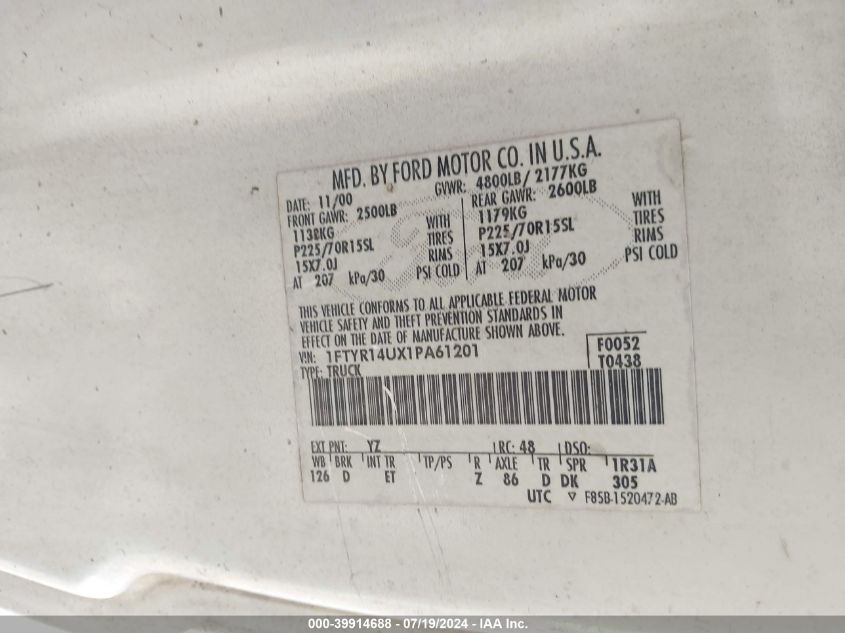 MFD. BY FORD MOTOR CO. IN U.S.A.
DATE: 11/00 GVWR: 4800LB/ 2177KG
FRONT GAWR: 2500LB REAR GAWR: 2600LB
1138KG WITH 1179KG WITH
P225/70R15SL TIRES P225/70R15SL TIRES
15X7.0J RIMS 15X7.0J RIMS
AT 207 kPa/30 PSI COLD AT 207 kPa/30 PSI COLD
THIS VEHICLE CONFORMS TO ALL APPLICABLE FEDERAL MOTOR
VEHICLE SAFETY AND THEFT PREVENTION STANDARDS IN
EFFECT ON THE DATE OF MANUFACTURE SHOWN ABOVE.
VIN: 1FTYR14UX1PA61201 F0052
TYPE: TRUCK T0438
EXT PNT: YZ RC: 48 DSO:
WB BRK INT TR TP/PS R AXLE TR SPR 1R31A
126 D ET Z 86 D DK 305
UTC ▽ F85B-1520472-AB
000-39914688 - 07/19/2024 - IAA Inc.